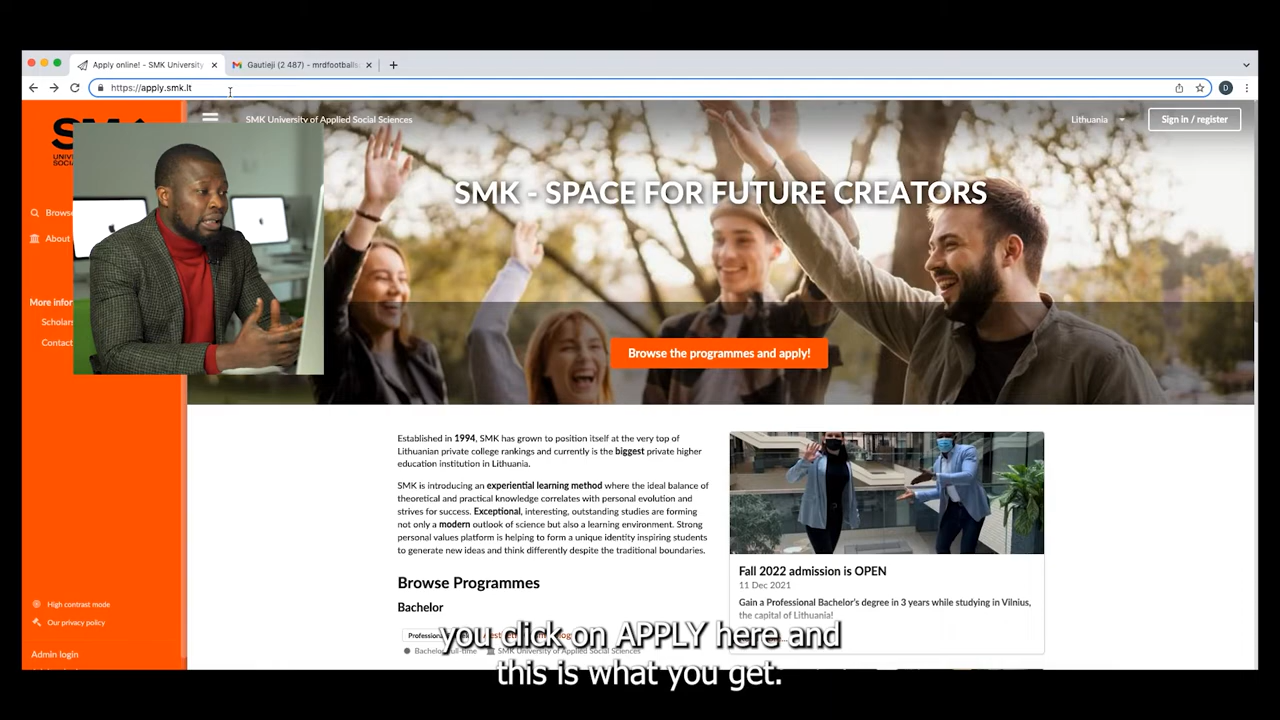 Apply online! - SMK University
Gautieji (2 487) - mrdfootballs
https://apply.smk.lt
D
SMK University of Applied Social Sciences
Lithuania
Sign in / register
SMK - SPACE FOR FUTURE CREATORS
Browse
About
More infor
Scholars
Contact
Browse the programmes and apply!
Established in 1994, SMK has grown to position itself at the very top of
Lithuanian private college rankings and currently is the biggest private higher
education institution in Lithuania.
SMK is introducing an experiential learning method where the ideal balance of
theoretical and practical knowledge correlates with personal evolution and
strives for success. Exceptional, interesting, outstanding studies are forming
not only a modern outlook of science but also a learning environment. Strong
personal values platform is helping to form a unique identity inspiring students
to generate new ideas and think differently despite the traditional boundaries.
Browse Programmes
Bachelor
Fall 2022 admission is OPEN
11 Dec 2021
Gain a Professional Bachelor's degree in 3 years while studying in Vilnius,
the capital of Lithuania!
High contrast mode
Our privacy policy
Admin login
you click on APPLY here and
this is what you get.